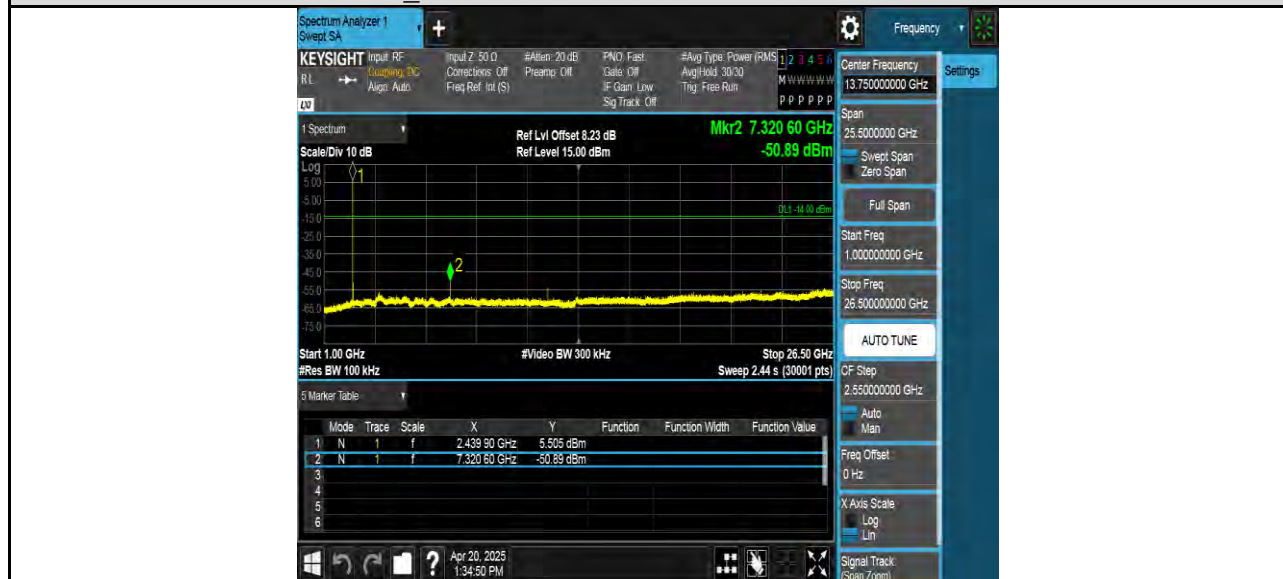 Spectrum Analyzer 1
Swept SA
+
Frequency
KEYSIGHT
Input: RF
Coupling: DC
Align: Auto
Input Z: 50 Ω
Corrections: Off
Freq Ref: Int (S)
#Atten: 20 dB
Preamp: Off
PNO: Fast
Gate: Off
IF Gain: Low
Sig Track: Off
#Avg Type: Power (RMS
Avg|Hold: 30/30
Trig: Free Run
1 2 3 4 5 6
M W W W W W
P P P P P P
RL
LXI
Center Frequency
13.750000000 GHz
Settings
1 Spectrum
Ref Lvl Offset 8.23 dB
Mkr2 7.320 60 GHz
Scale/Div 10 dB
Ref Level 15.00 dBm
-50.89 dBm
Log
5.00
-5.00
-15.0
-25.0
-35.0
-45.0
-55.0
-65.0
-75.0
1
2
DL1 -14.00 dBm
Start 1.00 GHz
#Video BW 300 kHz
Stop 26.50 GHz
#Res BW 100 kHz
Sweep 2.44 s (30001 pts)
Span
25.5000000 GHz
Swept Span
Zero Span
Full Span
Start Freq
1.000000000 GHz
Stop Freq
26.500000000 GHz
AUTO TUNE
CF Step
2.550000000 GHz
Auto
Man
Freq Offset
0 Hz
X Axis Scale
Log
Lin
Signal Track
(Span Zoom)
5 Marker Table
Mode Trace Scale X Y Function Function Width Function Value
1 N 1 f 2.439 90 GHz 5.505 dBm
2 N 1 f 7.320 60 GHz -50.89 dBm
3
4
5
6
?
Apr 20, 2025
1:34:50 PM